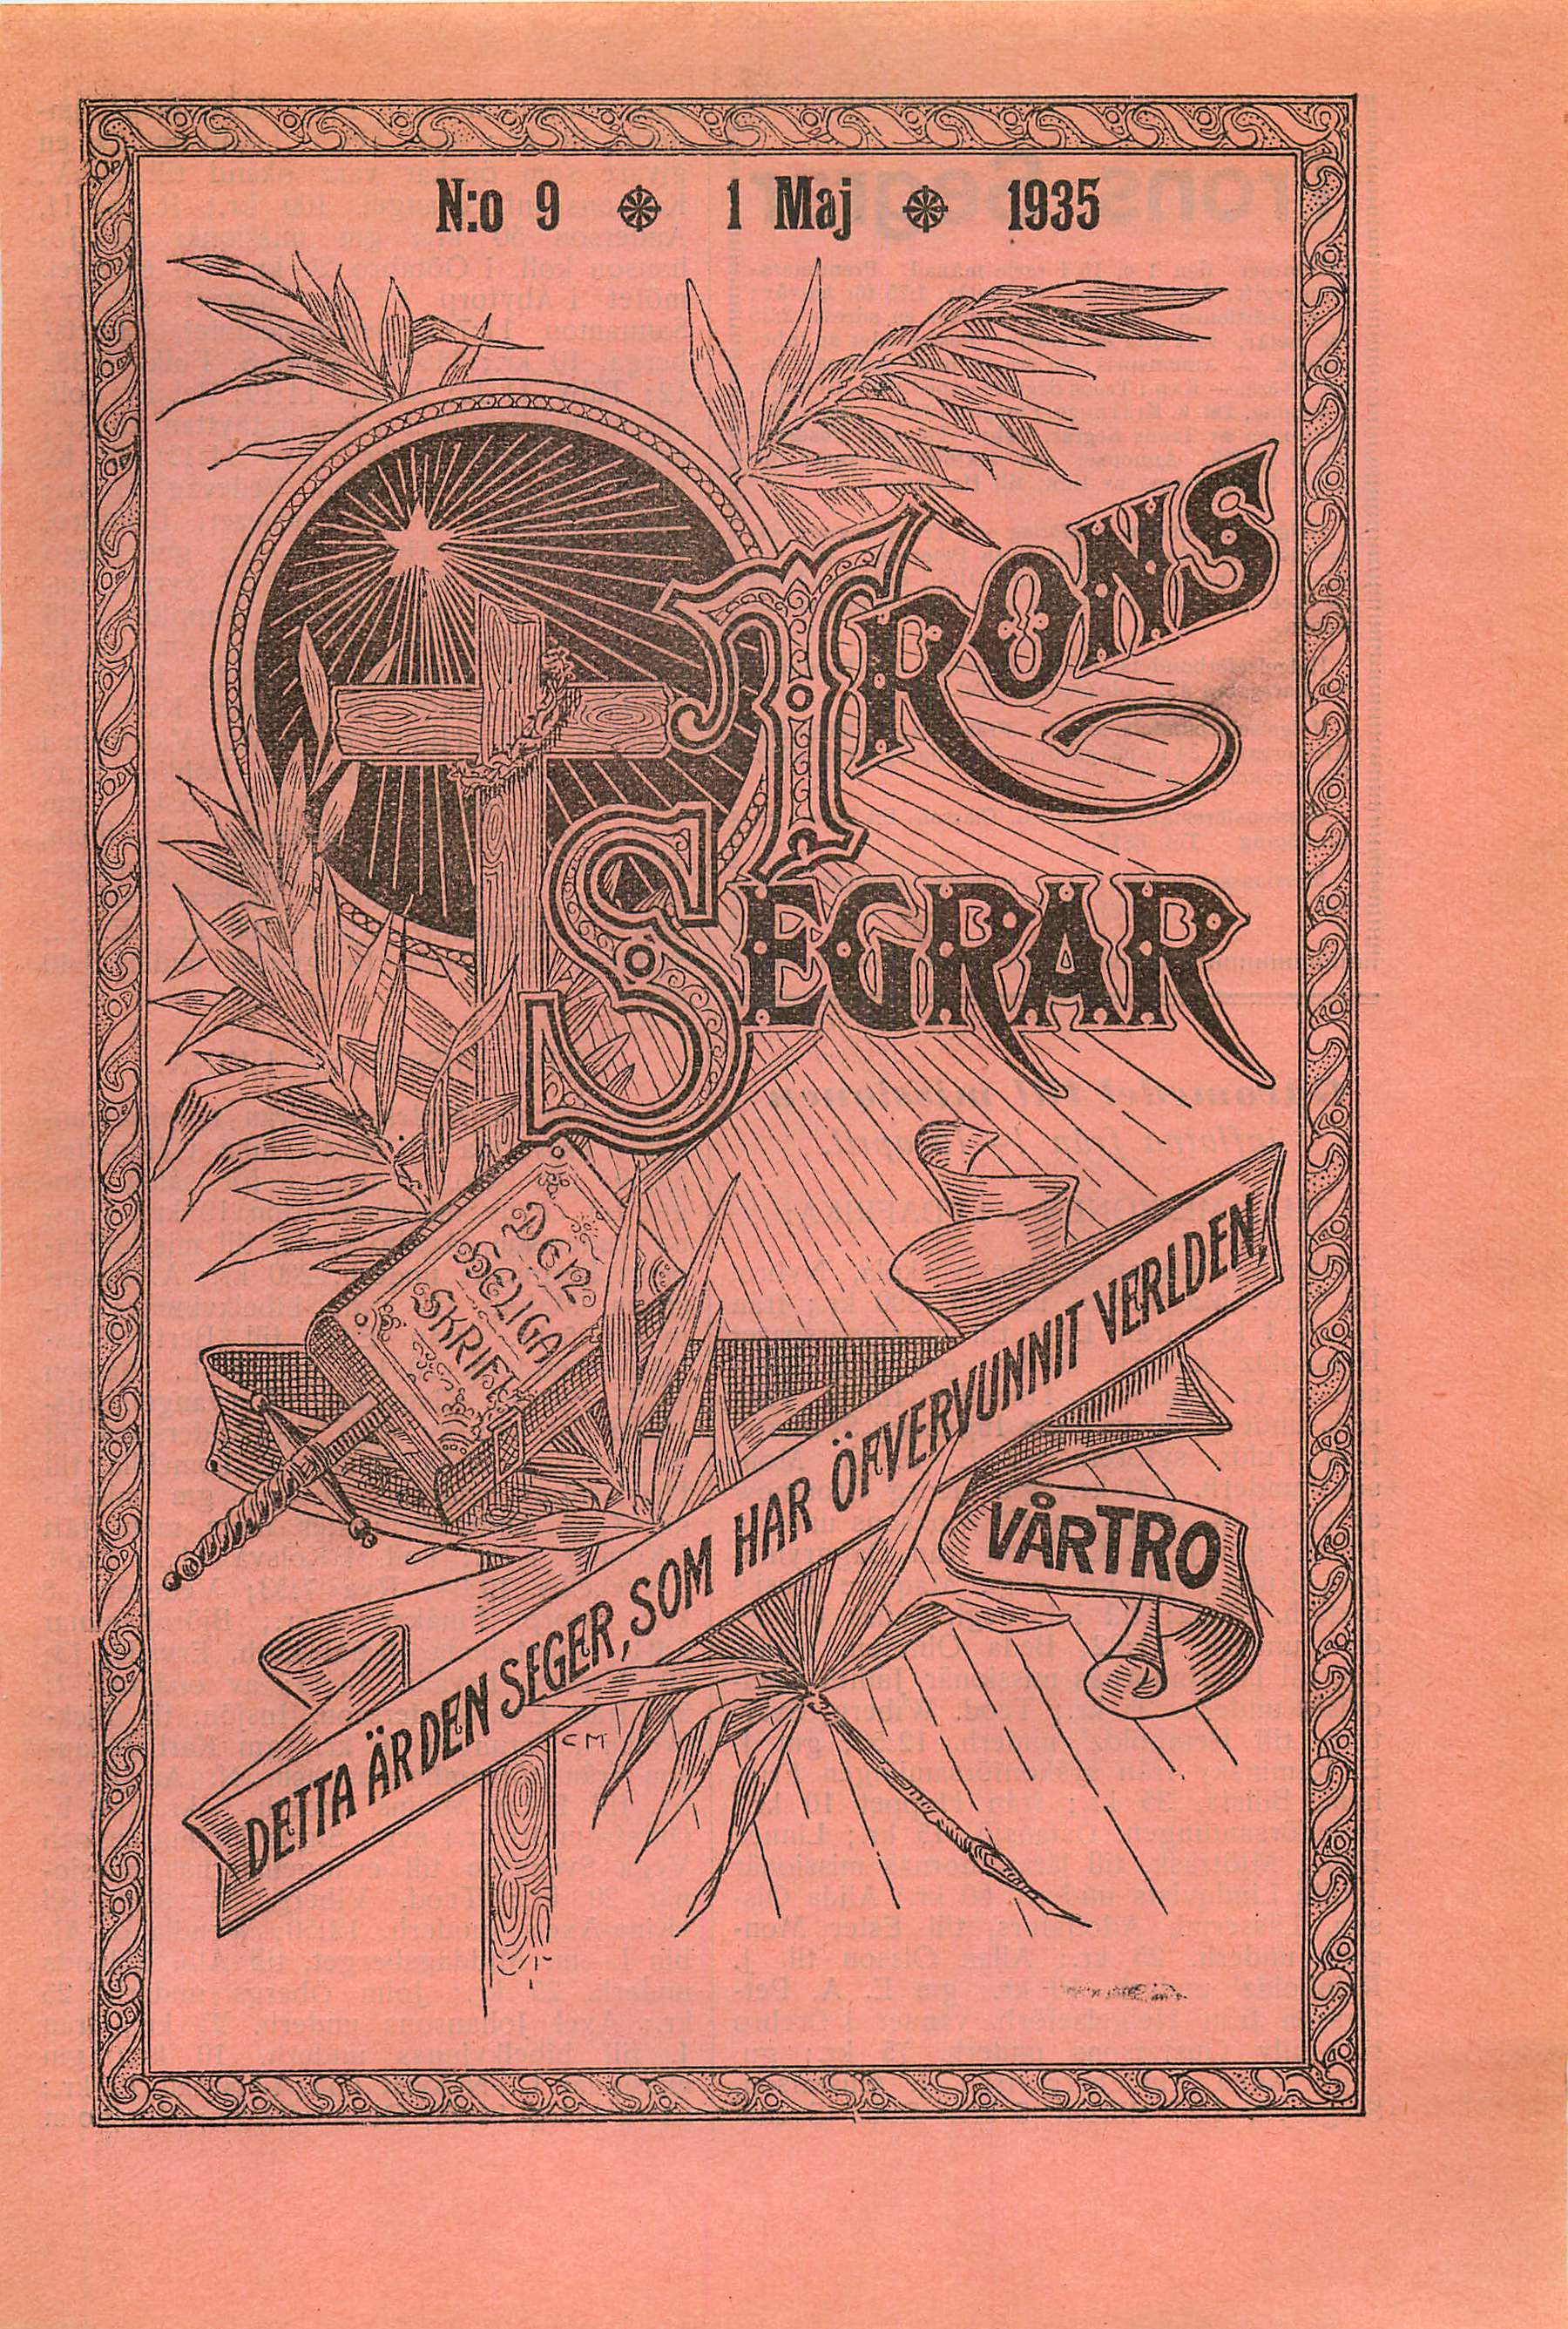 N:o 9 1 Maj 1935
TRONS
SEGRAR
DEN
HELIGA
SKRIFT
DETTA ÄR DEN SEGER, SOM HAR ÖFVERVUNNIT VERLDEN,
VÅR TRO
CM